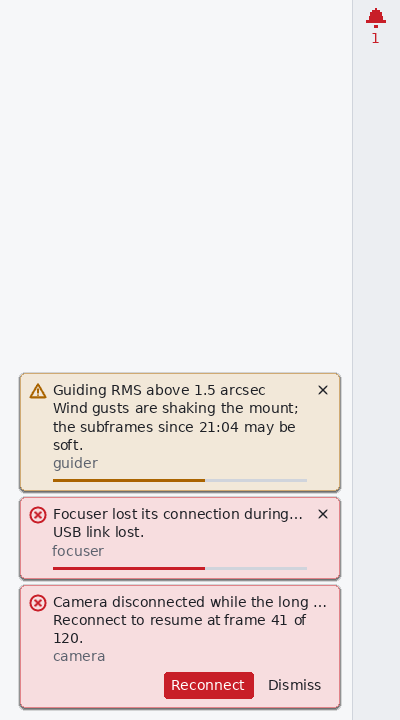 1
Guiding RMS above 1.5 arcsec
Wind gusts are shaking the mount;
the subframes since 21:04 may be
soft.
guider
Focuser lost its connection during…
USB link lost.
focuser
Camera disconnected while the long …
Reconnect to resume at frame 41 of
120.
camera
Reconnect Dismiss